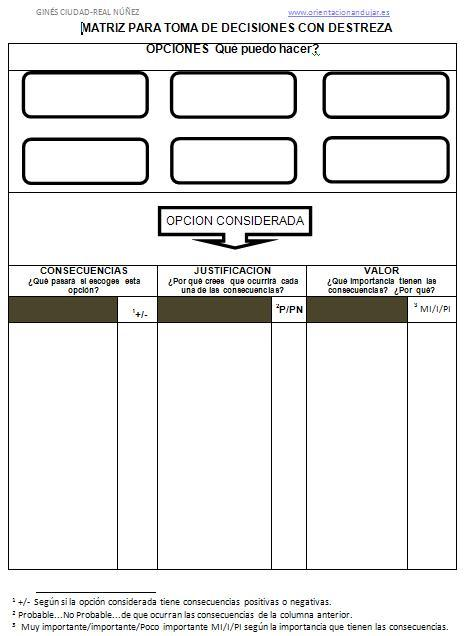 GINÉS CIUDAD-REAL NÚÑEZ www.orientacionandujar.es
MATRIZ PARA TOMA DE DECISIONES CON DESTREZA
OPCIONES Qué puedo hacer?
OPCION CONSIDERADA
CONSECUENCIAS
¿Qué pasará si escoges esta
opción?
JUSTIFICACION
¿Por qué crees que ocurrirá cada
una de las consecuencias?
VALOR
¿Qué importancia tienen las
consecuencias? ¿Por qué?
¹+/-
²P/PN
³ MI/I/PI
¹ +/- Según si la opción considerada tiene consecuencias positivas o negativas.
² Probable...No Probable...de que ocurran las consecuencias de la columna anterior.
³ Muy importante/importante/Poco importante MI/I/PI según la importancia que tienen las consecuencias.